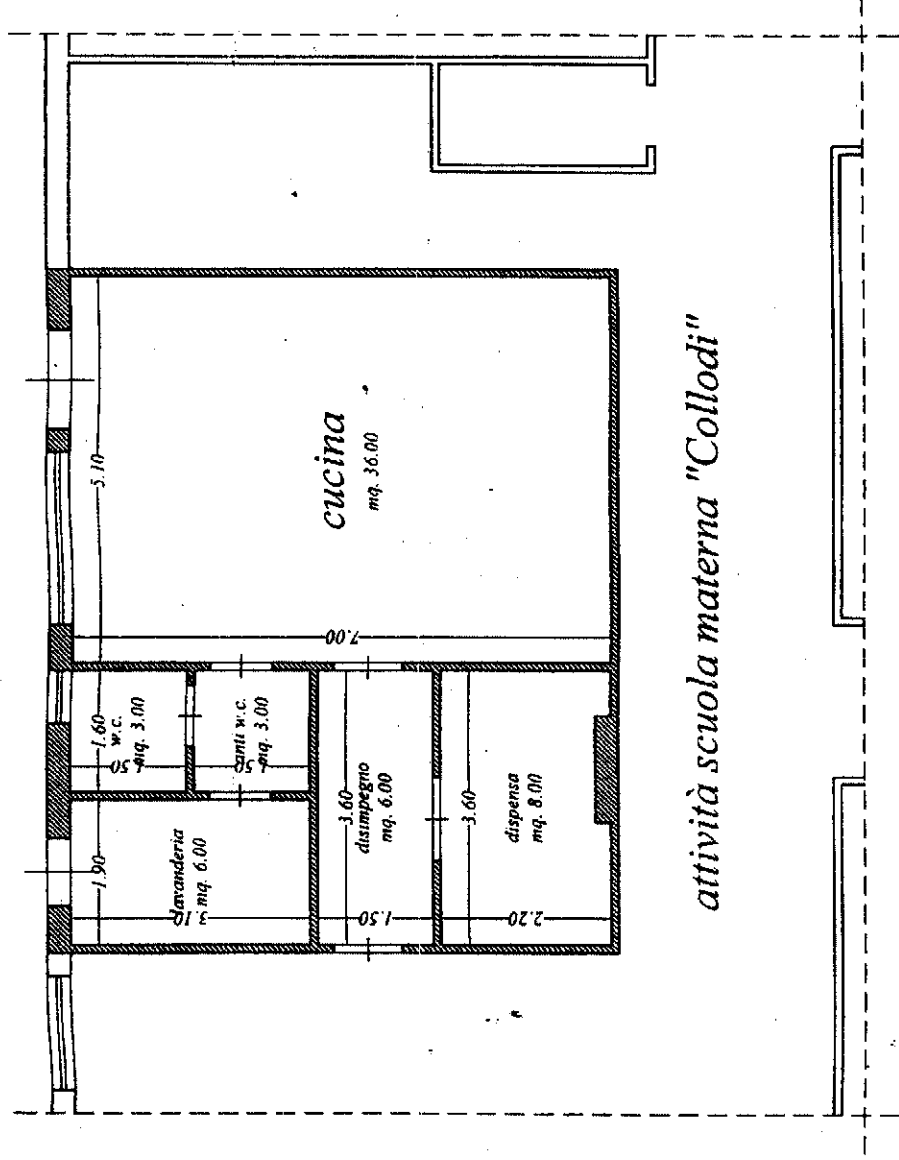 cucina
mq. 36.00
5.10
7.00
w.c.
mq. 3.00
1.60
1.50
anti w.c.
mq. 3.00
1.50
lavanderia
mq. 6.00
1.90
3.10
disimpegno
mq. 6.00
3.60
1.50
dispensa
mq. 8.00
3.60
2.20
attività scuola materna "Collodi"